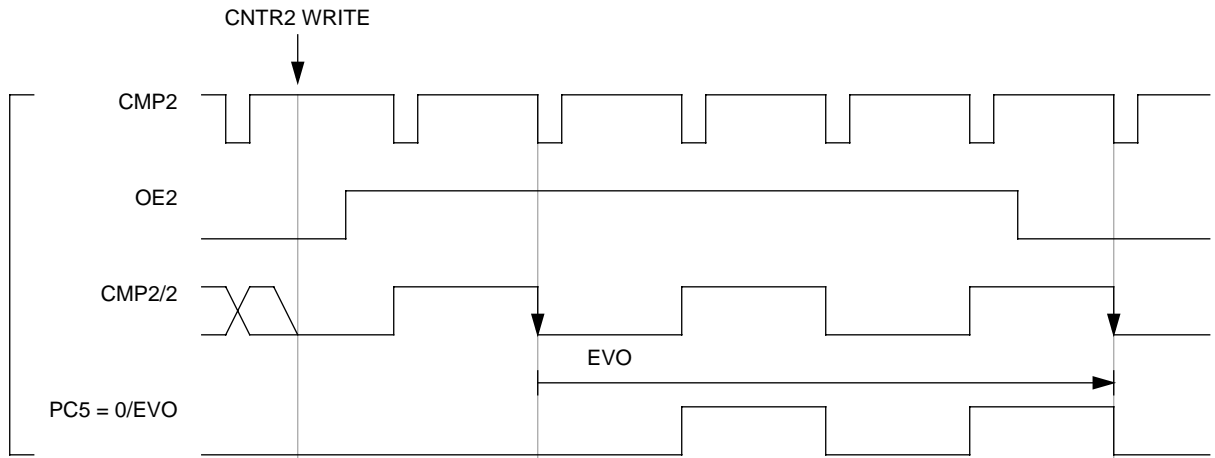 CNTR2 WRITE
CMP2
OE2
CMP2/2
EVO
PC5 = 0/EVO